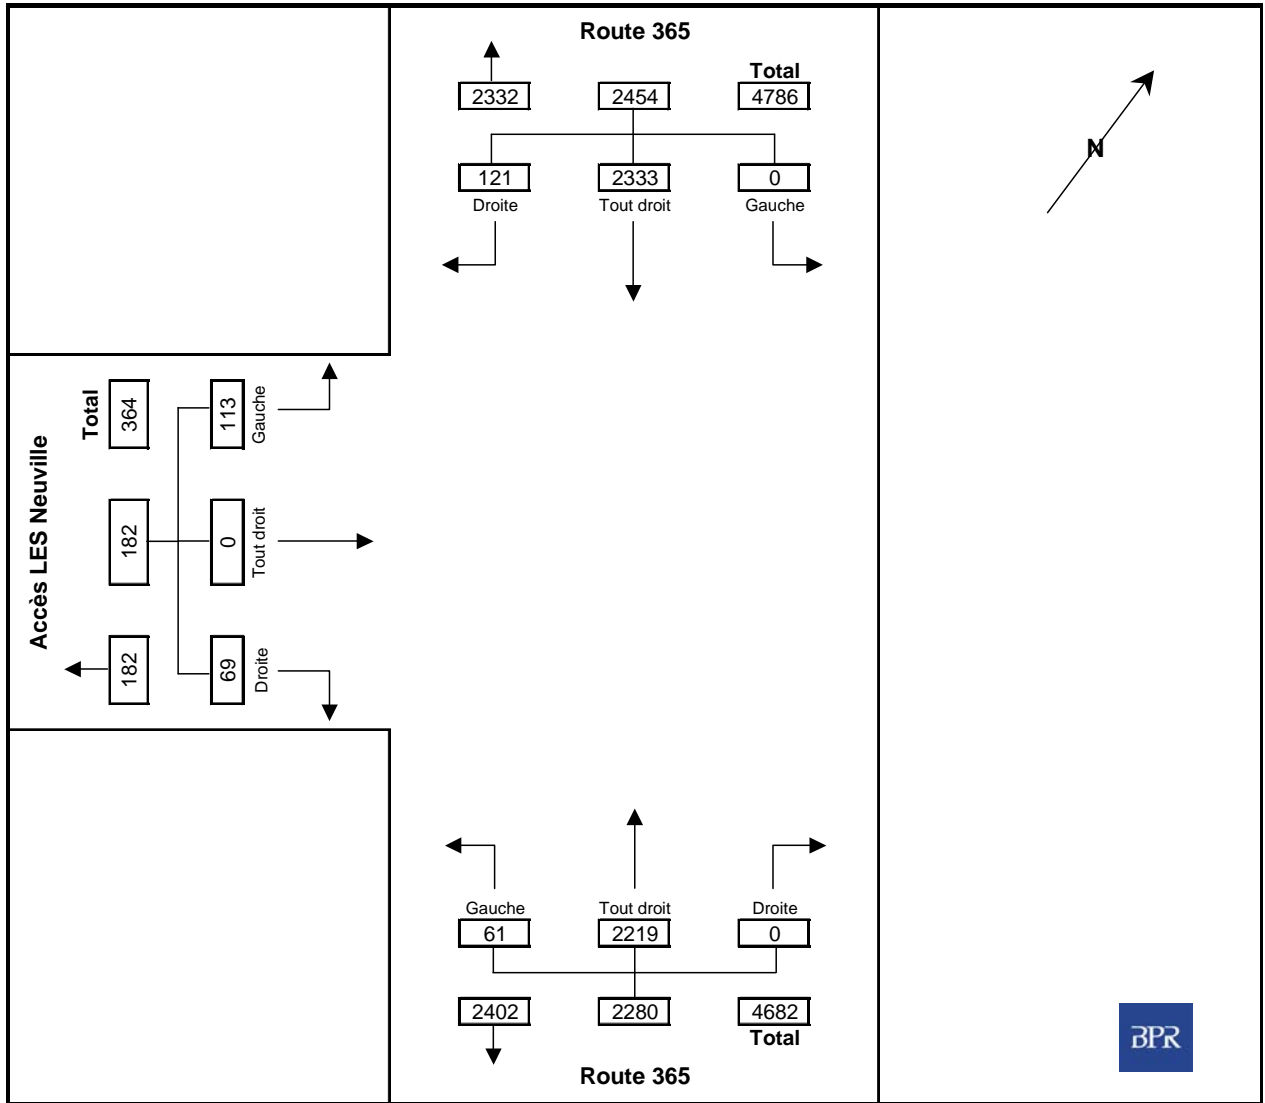 Route 365
Total
2332 2454 4786
N
121 2333 0
Droite Tout droit Gauche
Accès LES Neuville
Total
364
113
Gauche
182
0
Tout droit
182
69
Droite
Gauche Tout droit Droite
61 2219 0
2402 2280 4682
Total
Route 365
BPR